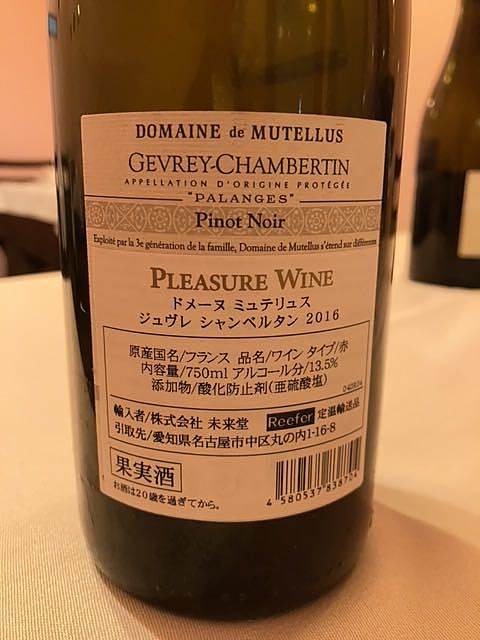 DOMAINE de MUTELLUS
GEVREY-CHAMBERTIN
APPELLATION D'ORIGINE PROTÉGÉE
"PALANGES"
Pinot Noir
Exploité par la 3e génération de la famille, Domaine de Mutellus s'étend sur différents
PLEASURE WINE
ドメーヌ ミュテリュス
ジュヴレ シャンベルタン 2016
原産国名/フランス 品名/ワイン タイプ/赤
内容量/750ml アルコール分/13.5%
添加物/酸化防止剤(亜硫酸塩)
040804
輸入者/株式会社 未来堂 Reefer 定温輸送品
引取先/愛知県名古屋市中区丸の内1-16-8
果実酒
お酒は20歳を過ぎてから。
4 580537 838704